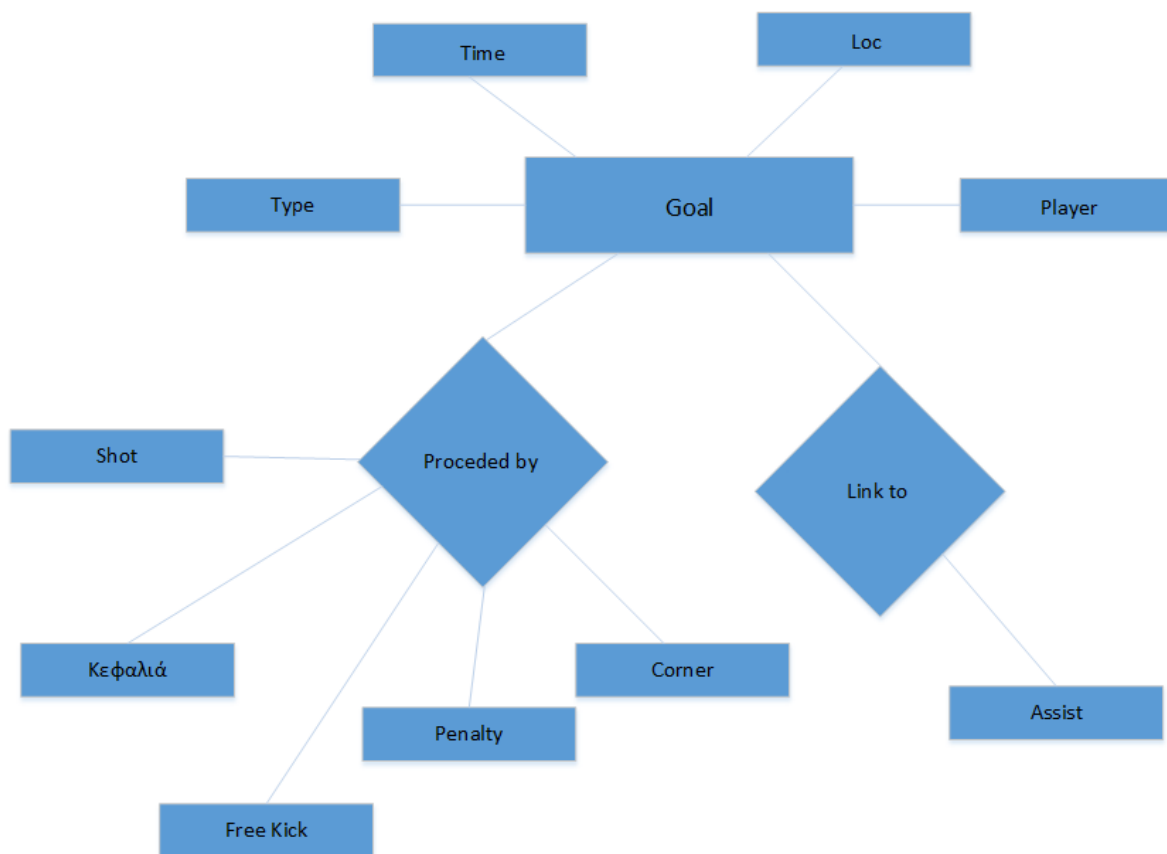 Time
Loc
Type
Goal
Player
Shot
Proceded by
Link to
Κεφαλιά
Corner
Assist
Penalty
Free Kick